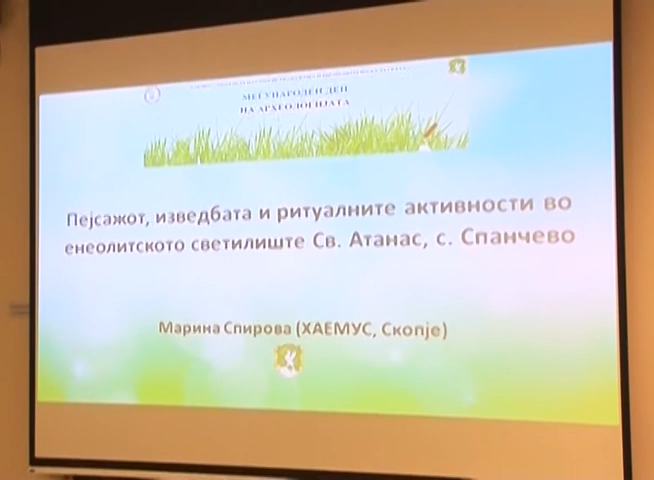 МЕЃУНАРОДЕН ДЕН
НА АРХЕОЛОГИЈАТА
Пејсажот, изведбата и ритуалните активности во
енеолитското светилиште Св. Атанас, с. Спанчево
Марина Спирова (ХАЕМУС, Скопје)